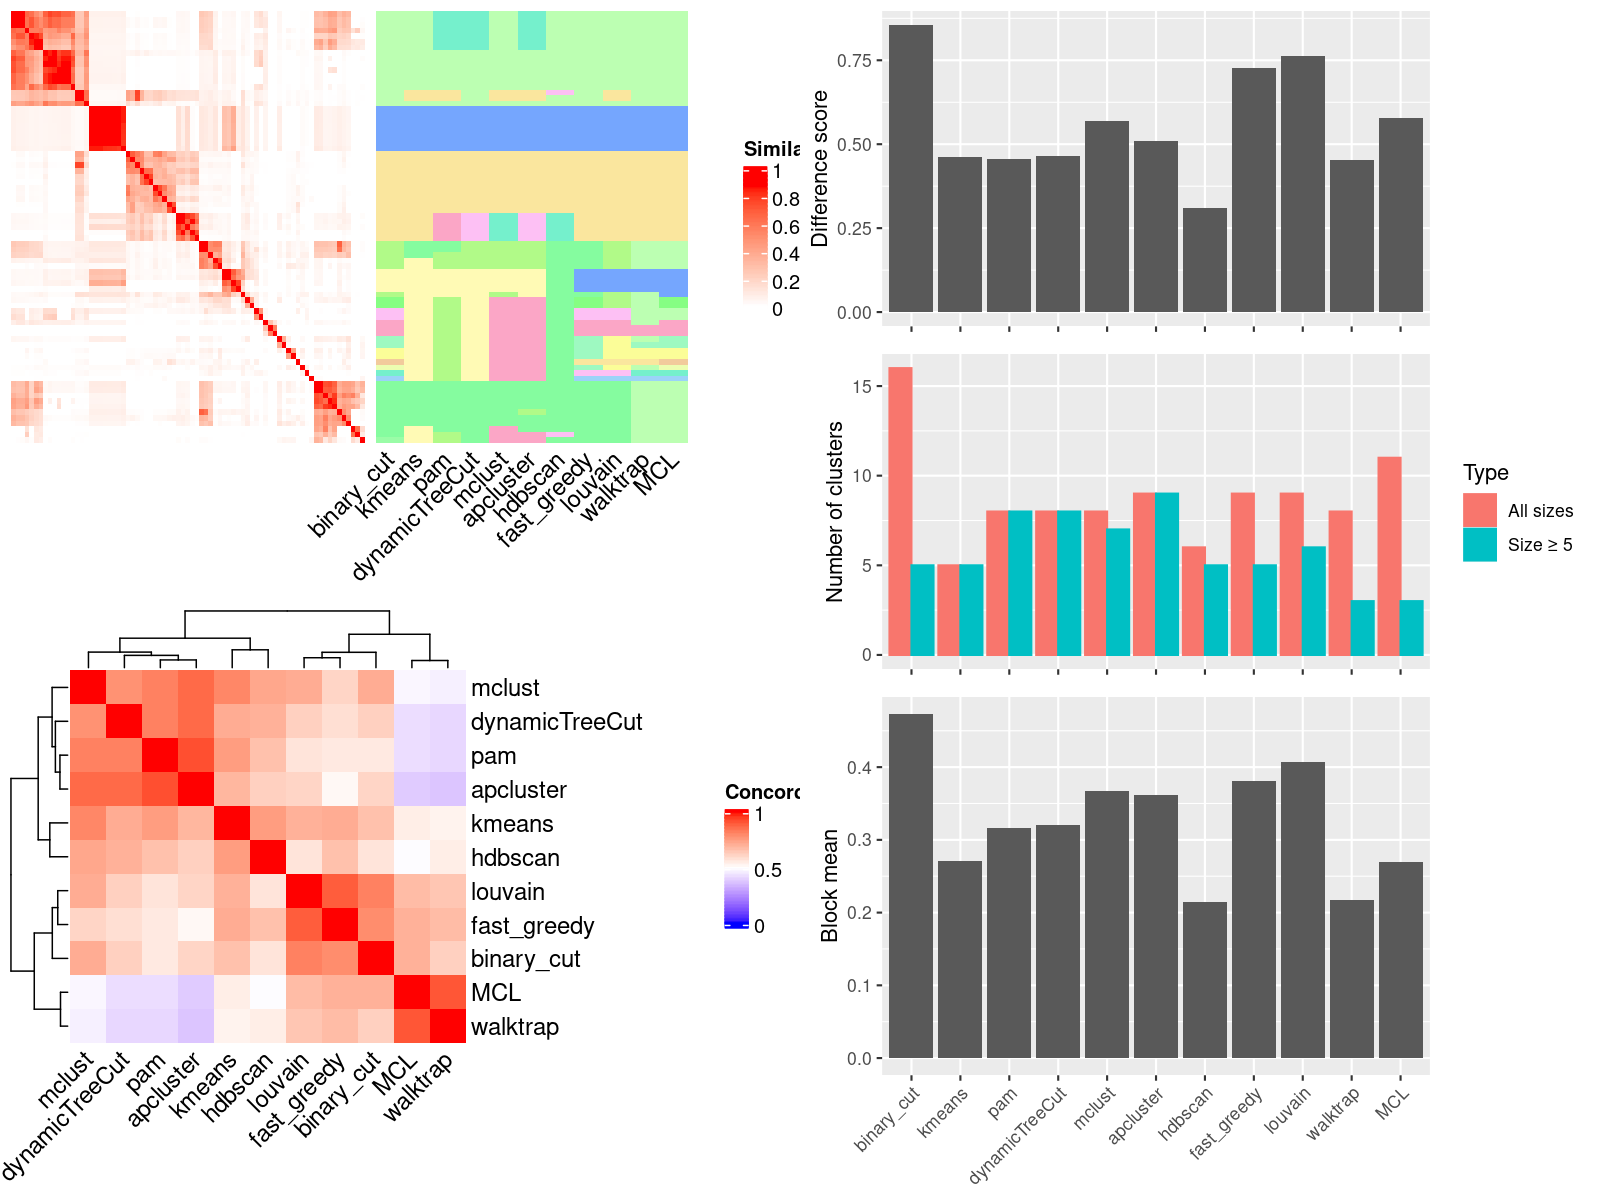 Simila
1
0.8
0.6
0.4
0.2
0
binary_cut
kmeans
pam
dynamicTreeCut
mclust
apcluster
hdbscan
fast_greedy
louvain
walktrap
MCL
mclust
dynamicTreeCut
pam
apcluster
kmeans
hdbscan
louvain
fast_greedy
binary_cut
MCL
walktrap
Concord
1
0.5
0
mclust
dynamicTreeCut
pam
apcluster
kmeans
hdbscan
louvain
fast_greedy
binary_cut
MCL
walktrap
Difference score
0.75
0.50
0.25
0.00
Number of clusters
15
10
5
0
Type
All sizes
Size ≥ 5
Block mean
0.4
0.3
0.2
0.1
0.0
binary_cut
kmeans
pam
dynamicTreeCut
mclust
apcluster
hdbscan
fast_greedy
louvain
walktrap
MCL